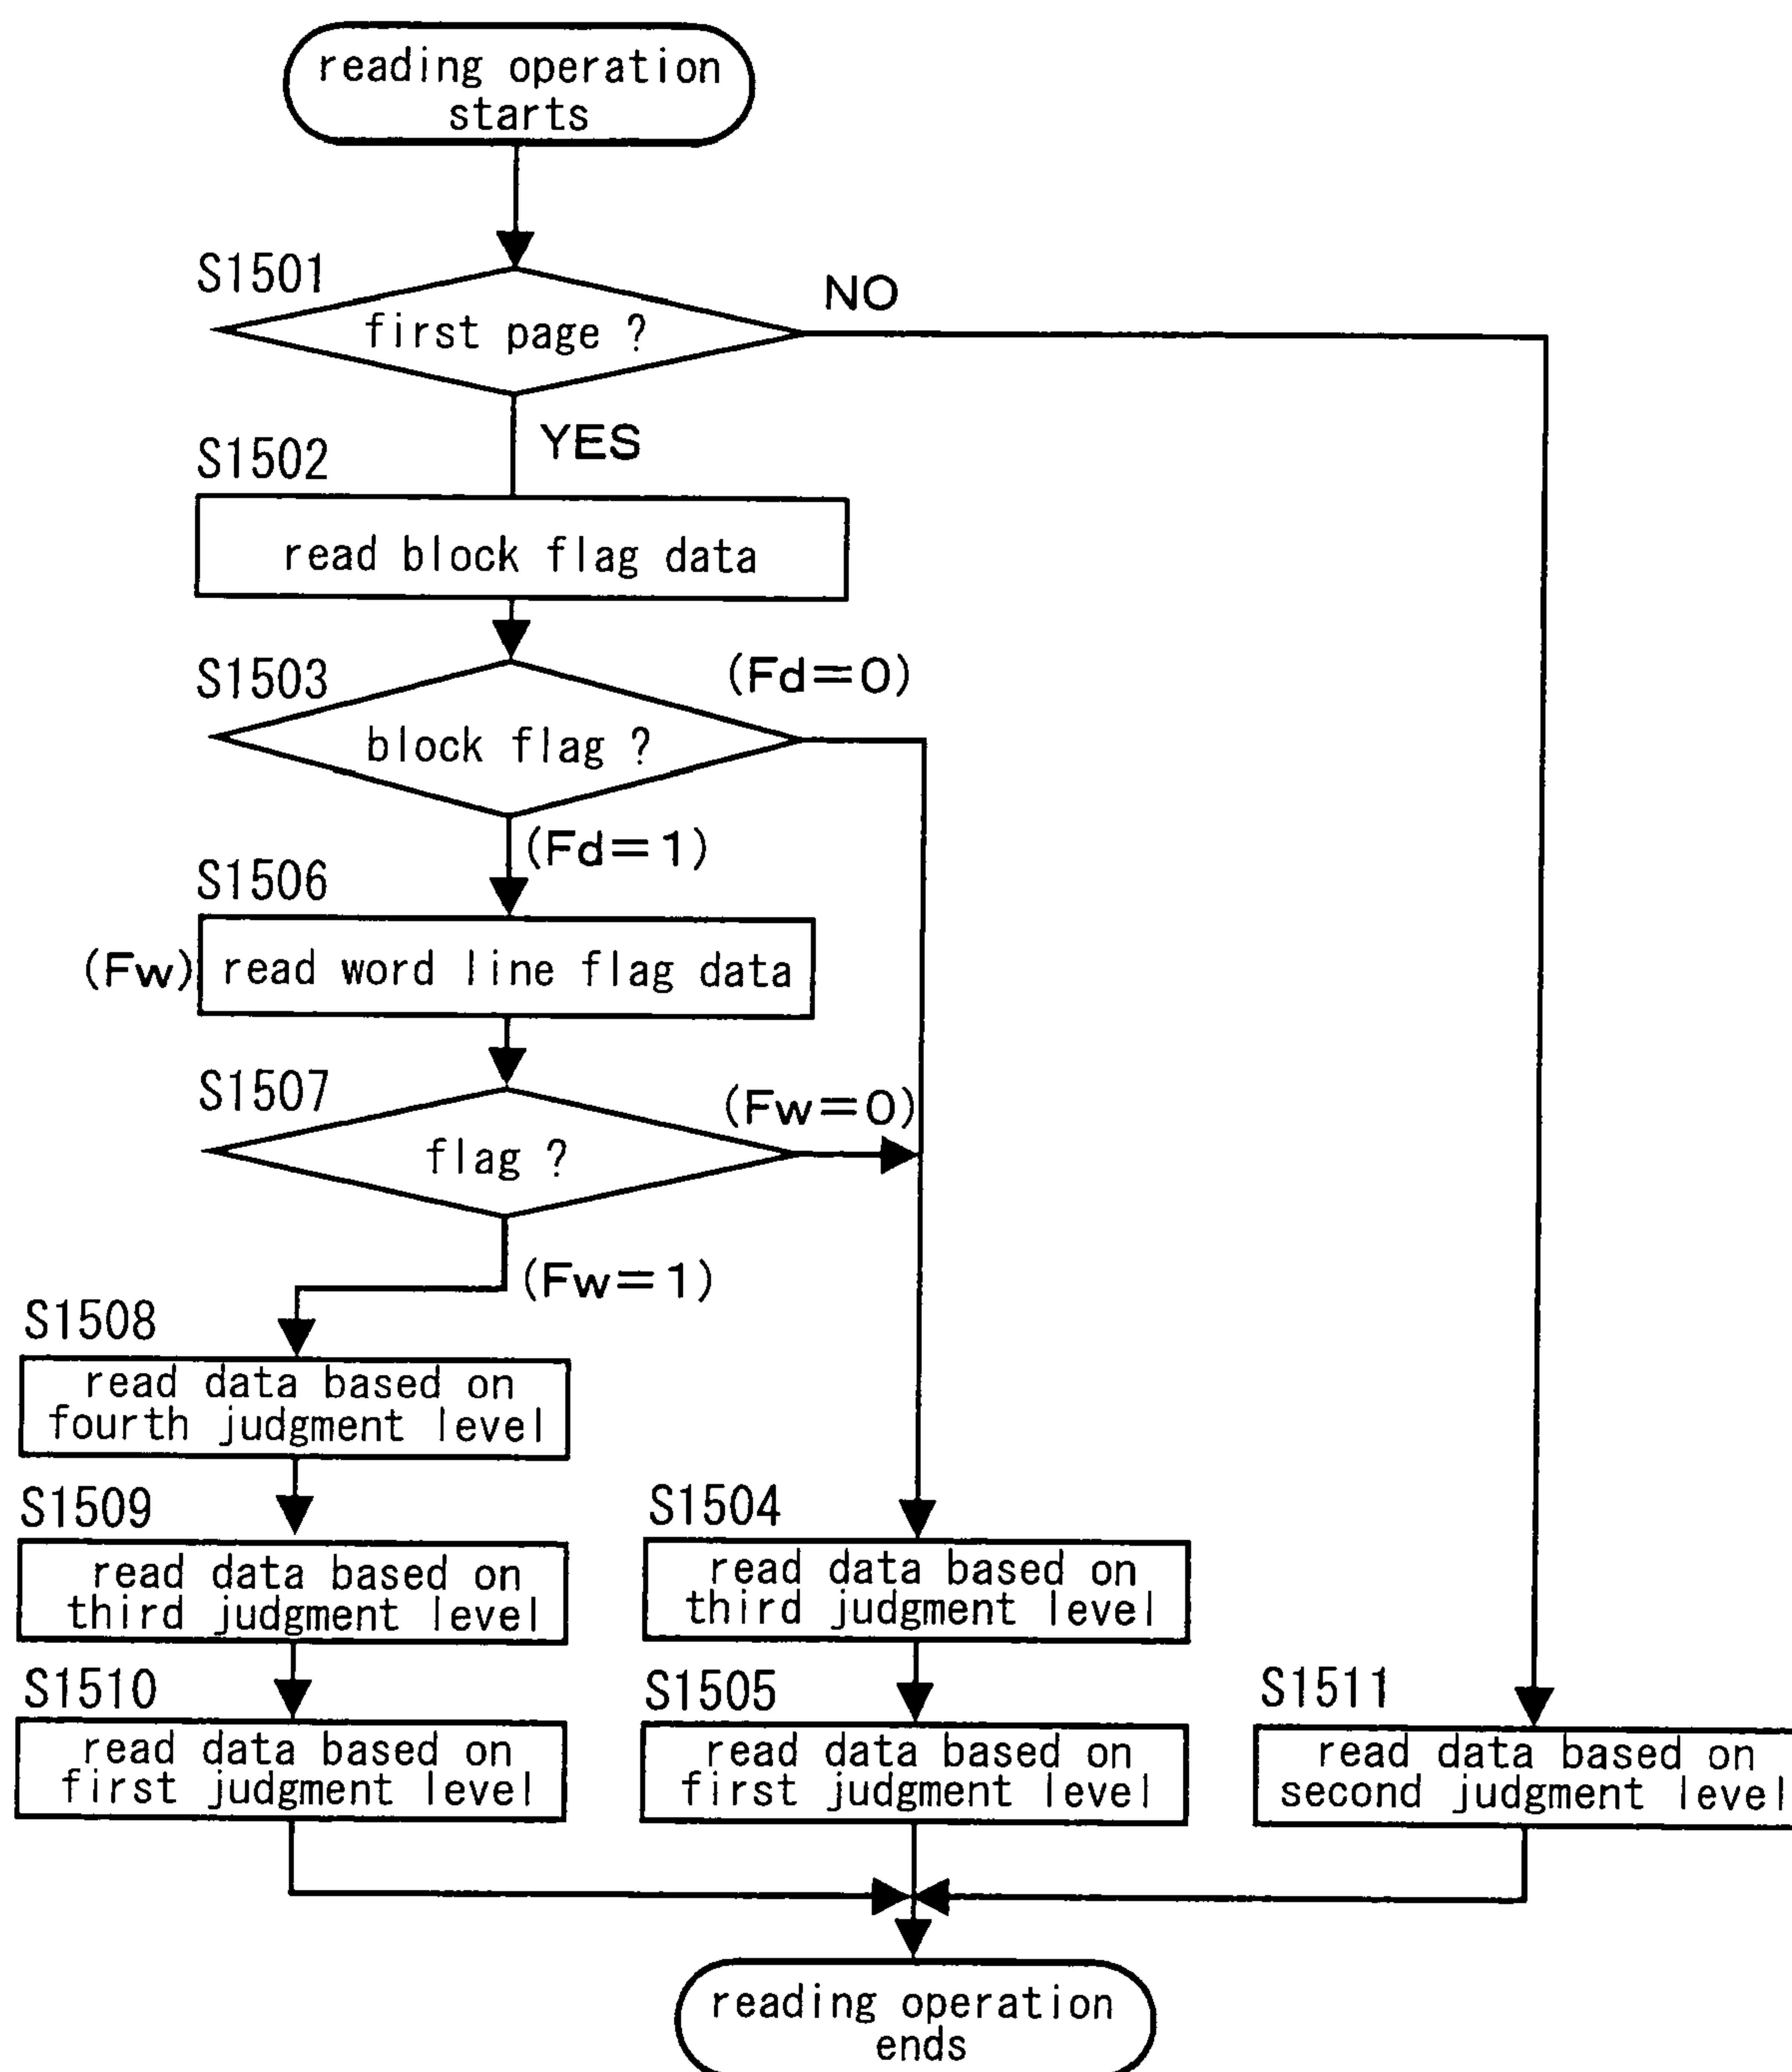 reading operation
starts
S1501
first page ?
NO
YES
S1502
read block flag data
S1503
block flag ?
(Fd=0)
(Fd=1)
S1506
(Fw)
read word line flag data
S1507
flag ?
(Fw=0)
(Fw=1)
S1508
read data based on
fourth judgment level
S1509
read data based on
third judgment level
S1510
read data based on
first judgment level
S1504
read data based on
third judgment level
S1505
read data based on
first judgment level
S1511
read data based on
second judgment level
reading operation
ends